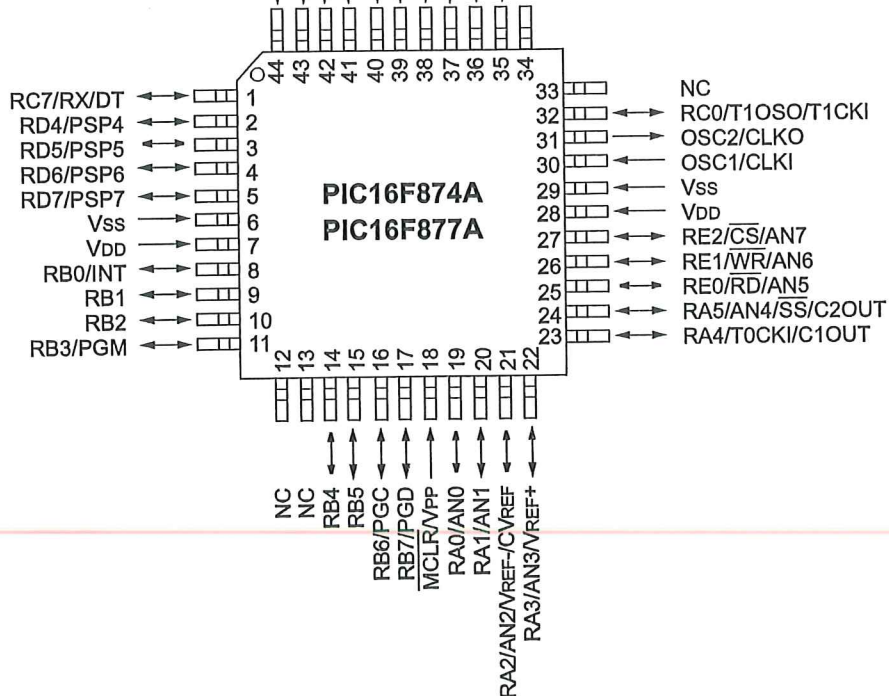 44 43 42 41 40 39 38 37 36 35 34
RC7/RX/DT 1
RD4/PSP4 2
RD5/PSP5 3
RD6/PSP6 4
RD7/PSP7 5
VSS 6
VDD 7
RB0/INT 8
RB1 9
RB2 10
RB3/PGM 11
PIC16F874A
PIC16F877A
33 NC
32 RC0/T1OSO/T1CKI
31 OSC2/CLKO
30 OSC1/CLKI
29 VSS
28 VDD
27 RE2/C̅S̅/AN7
26 RE1/W̅R̅/AN6
25 RE0/R̅D̅/AN5
24 RA5/AN4/S̅S̅/C2OUT
23 RA4/T0CKI/C1OUT
12 13 14 15 16 17 18 19 20 21 22
NC
NC
RB4
RB5
RB6/PGC
RB7/PGD
M̅C̅L̅R̅/VPP
RA0/AN0
RA1/AN1
RA2/AN2/VREF-/CVREF
RA3/AN3/VREF+